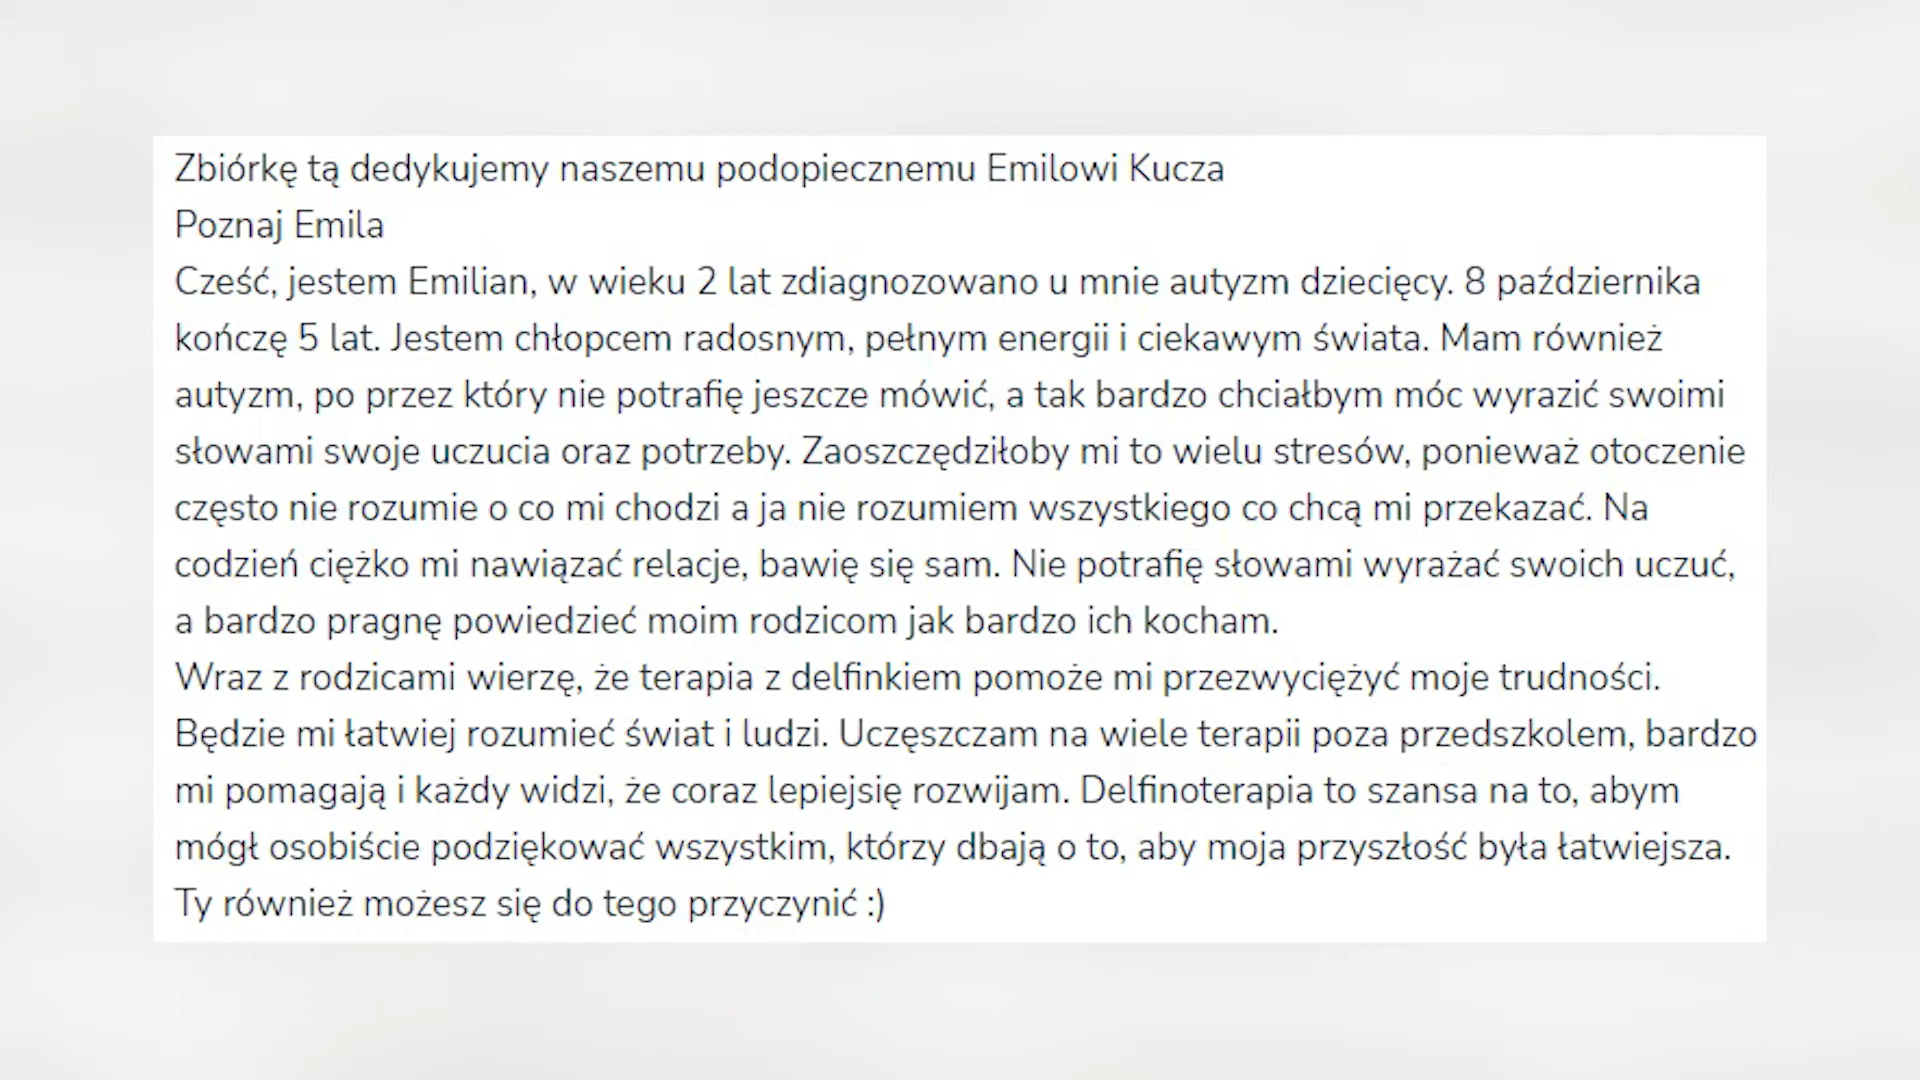 Zbiórkę tą dedykujemy naszemu podopiecznemu Emilowi Kucza
Poznaj Emila
Cześć, jestem Emilian, w wieku 2 lat zdiagnozowano u mnie autyzm dziecięcy. 8 października
kończę 5 lat. Jestem chłopcem radosnym, pełnym energii i ciekawym świata. Mam również
autyzm, po przez który nie potrafię jeszcze mówić, a tak bardzo chciałbym móc wyrazić swoimi
słowami swoje uczucia oraz potrzeby. Zaoszczędziłoby mi to wielu stresów, ponieważ otoczenie
często nie rozumie o co mi chodzi a ja nie rozumiem wszystkiego co chcą mi przekazać. Na
codzień ciężko mi nawiązać relacje, bawię się sam. Nie potrafię słowami wyrażać swoich uczuć,
a bardzo pragnę powiedzieć moim rodzicom jak bardzo ich kocham.
Wraz z rodzicami wierzę, że terapia z delfinkiem pomoże mi przezwyciężyć moje trudności.
Będzie mi łatwiej rozumieć świat i ludzi. Uczęszczam na wiele terapii poza przedszkolem, bardzo
mi pomagają i każdy widzi, że coraz lepiejsię rozwijam. Delfinoterapia to szansa na to, abym
mógł osobiście podziękować wszystkim, którzy dbają o to, aby moja przyszłość była łatwiejsza.
Ty również możesz się do tego przyczynić :)